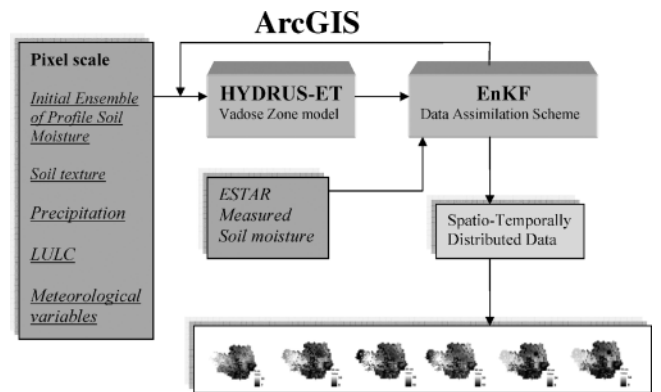 ArcGIS
Pixel scale
Initial Ensemble
of Profile Soil
Moisture
Soil texture
Precipitation
LULC
Meteorological
variables
HYDRUS-ET
Vadose Zone model
EnKF
Data Assimilation Scheme
ESTAR
Measured
Soil moisture
Spatio-Temporally
Distributed Data